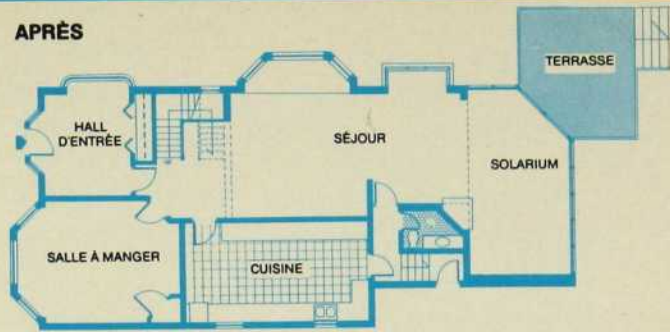 APRÈS
TERRASSE
HALL
D'ENTRÉE
SÉJOUR
SOLARIUM
SALLE À MANGER
CUISINE